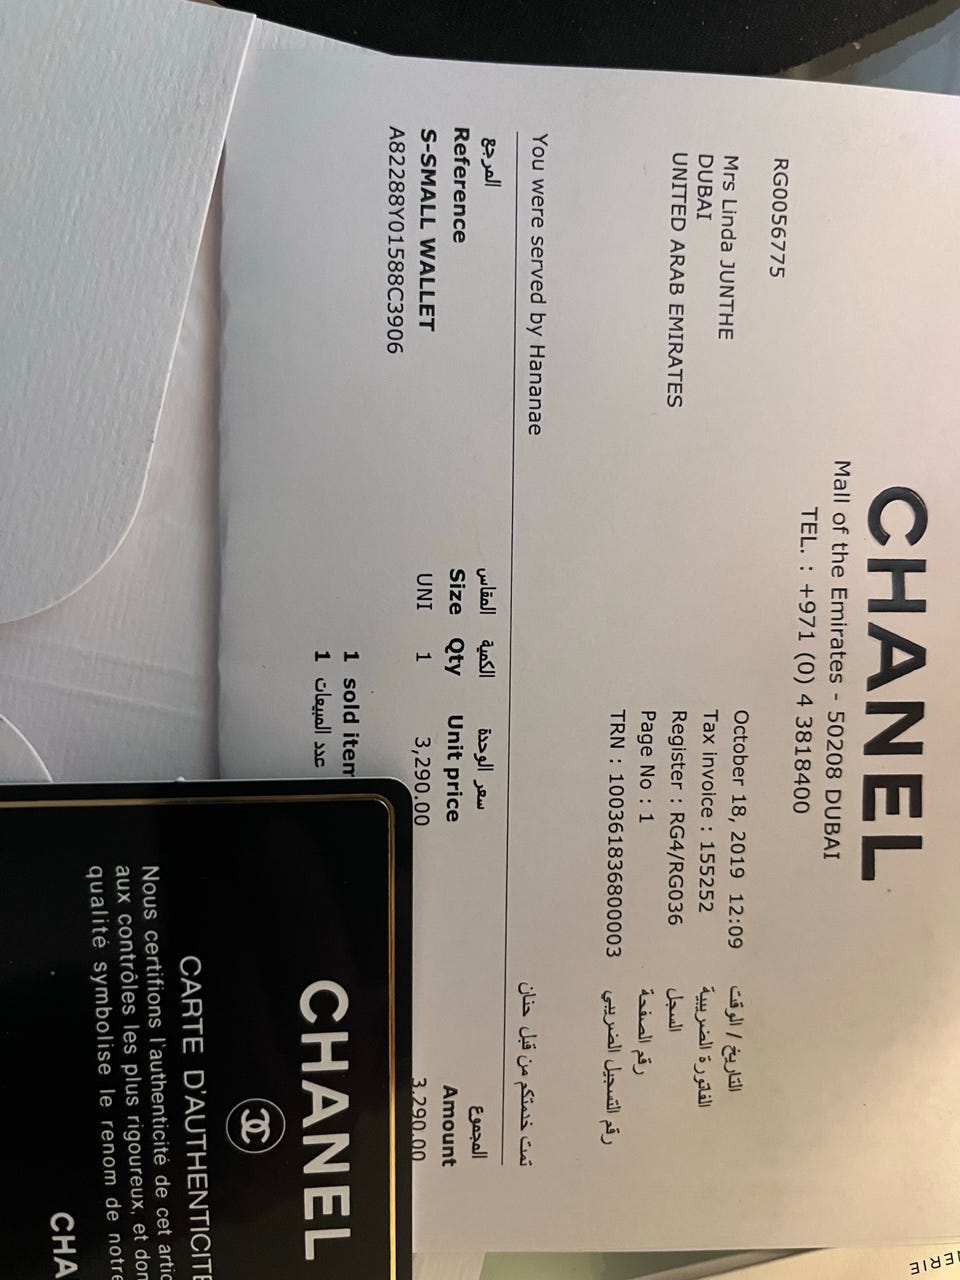 CHANEL
Mall of the Emirates - 50208 DUBAI
TEL. : +971 (0) 4 3818400
RG0056775
Mrs Linda JUNTHE
DUBAI
UNITED ARAB EMIRATES
October 18, 2019 12:09 التاريخ / الوقت
Tax invoice : 155252 الفاتورة الضريبية
Register : RG4/RG036 السجل
Page No : 1 رقم الصفحة
TRN : 100361836800003 رقم التسجيل الضريبي
You were served by Hananae تمت خدمتكم من قبل حنان
المرجع المقاس الكمية سعر الوحدة المجموع
Reference Size Qty Unit price Amount
S-SMALL WALLET UNI 1 3,290.00 3,290.00
A82288Y01588C3906
1 sold item
1 عدد المبيعات
CHANEL
CARTE D'AUTHENTICITE
Nous certifions l'authenticité de cet artic
aux contrôles les plus rigoureux, et don
qualité symbolise le renom de notre
CHA
ERIE